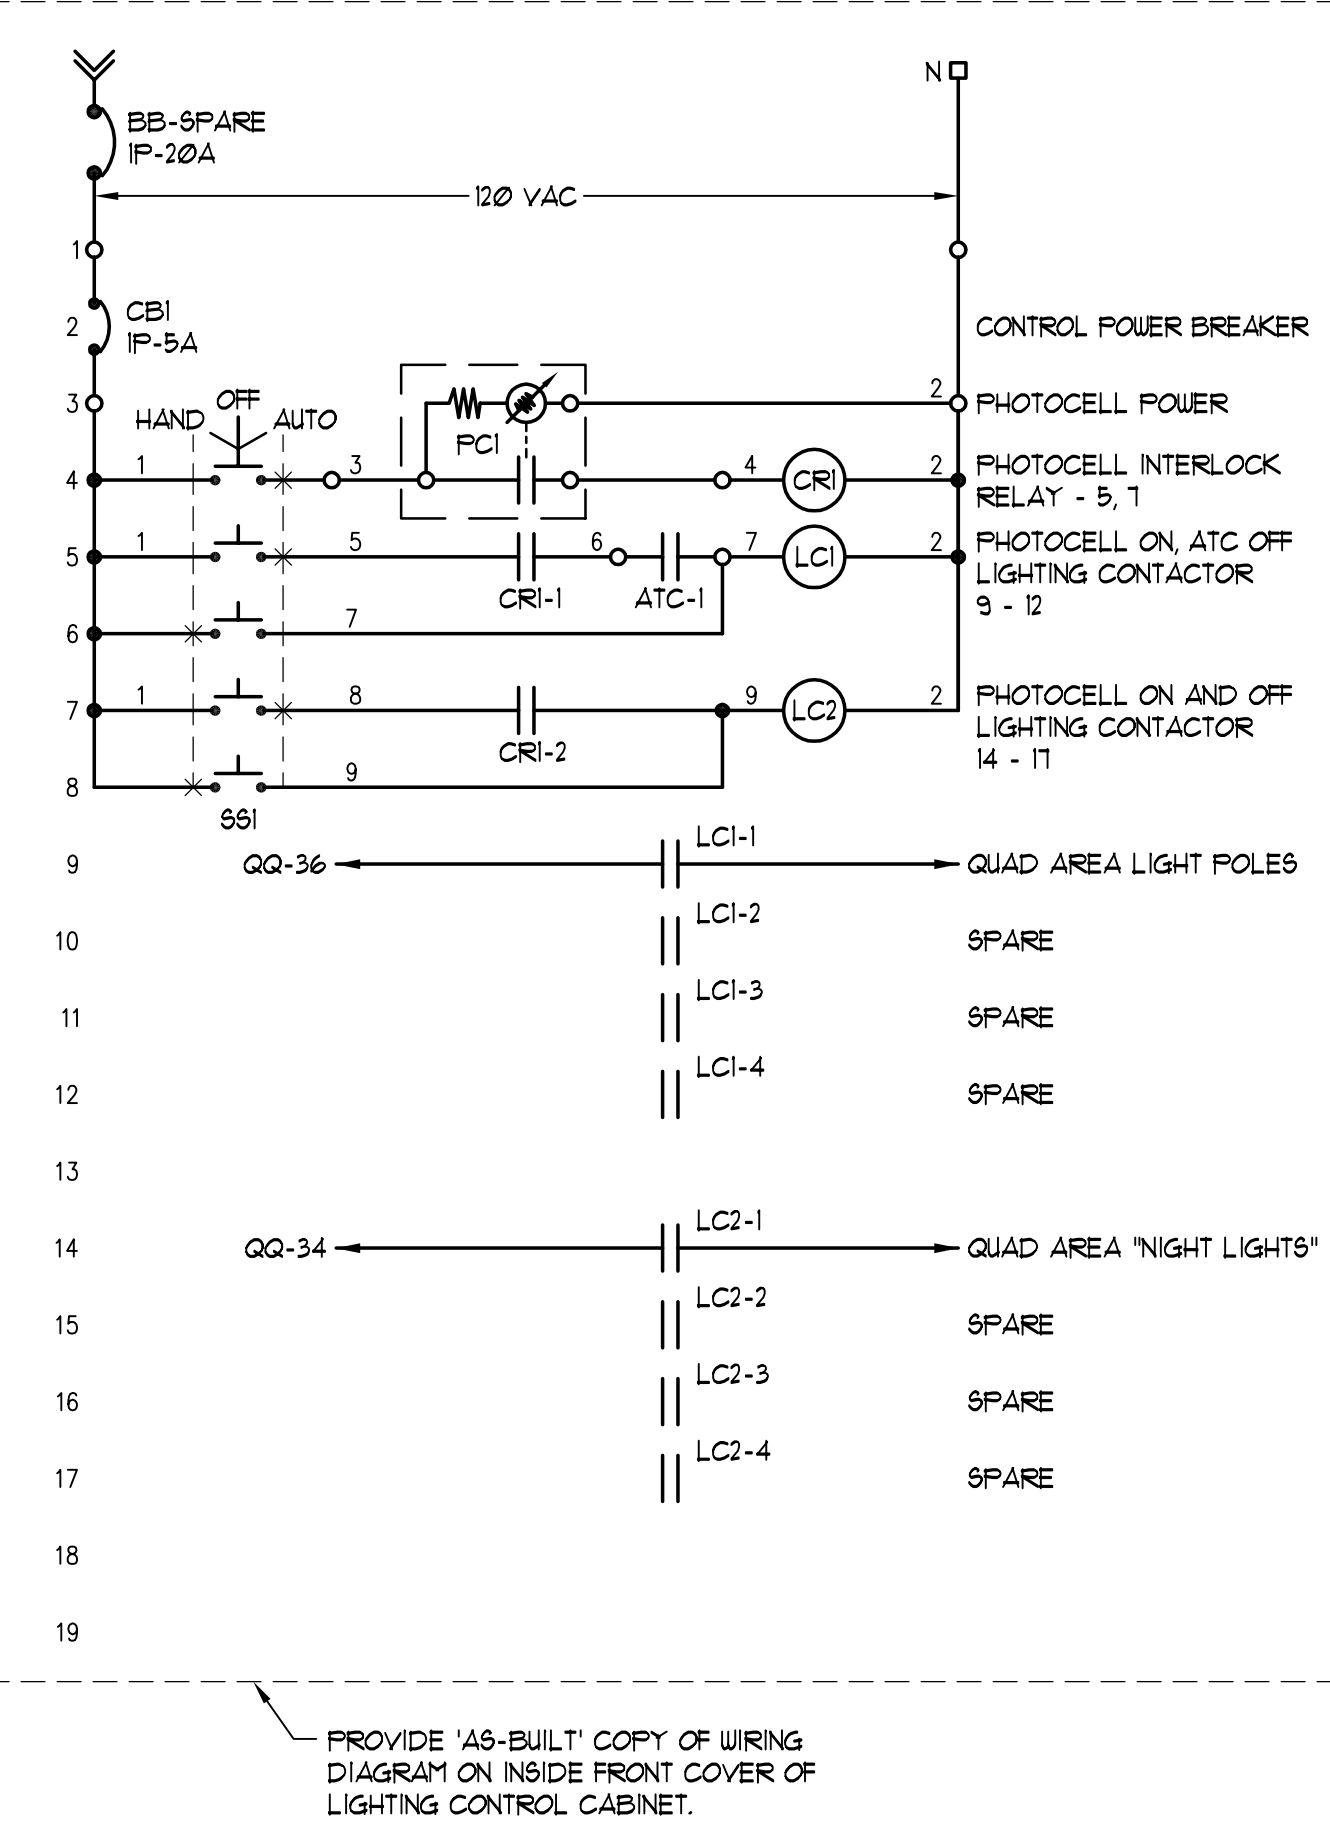 N
BB-SPARE
1P-20A
120 VAC
1
CB1
1P-5A
2
CONTROL POWER BREAKER
3
HAND
OFF
AUTO
PC1
2
PHOTOCELL POWER
4
1
3
4
CR1
2
PHOTOCELL INTERLOCK
RELAY - 5, 7
5
1
5
CR1-1
6
ATC-1
7
LC1
2
PHOTOCELL ON, ATC OFF
LIGHTING CONTACTOR
9 - 12
6
7
7
1
8
CR1-2
9
LC2
2
PHOTOCELL ON AND OFF
LIGHTING CONTACTOR
14 - 17
8
9
SS1
9
QQ-36
LC1-1
QUAD AREA LIGHT POLES
10
LC1-2
SPARE
11
LC1-3
SPARE
12
LC1-4
SPARE
13
14
QQ-34
LC2-1
QUAD AREA "NIGHT LIGHTS"
15
LC2-2
SPARE
16
LC2-3
SPARE
17
LC2-4
SPARE
18
19
PROVIDE 'AS-BUILT' COPY OF WIRING
DIAGRAM ON INSIDE FRONT COVER OF
LIGHTING CONTROL CABINET.